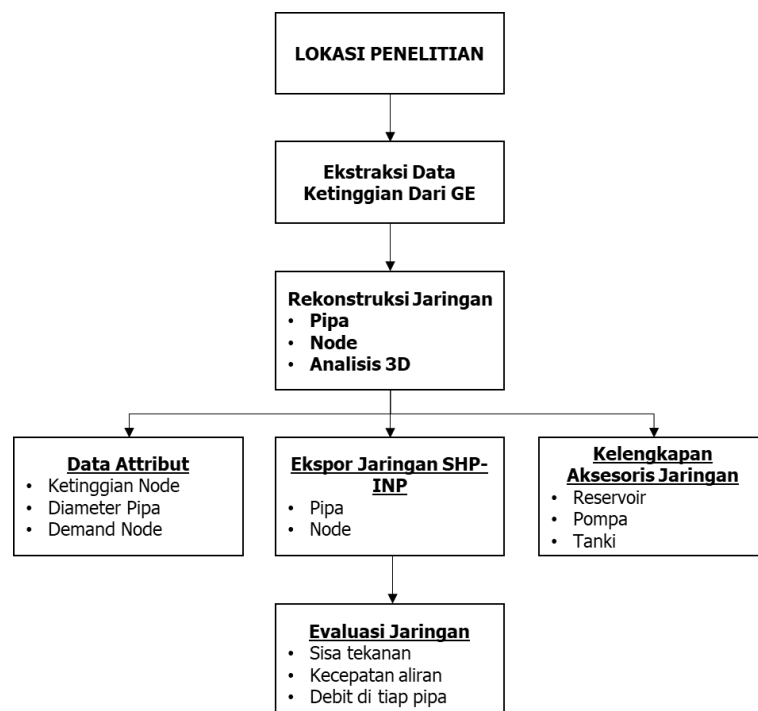 LOKASI PENELITIAN
Ekstraksi Data
Ketinggian Dari GE
Rekonstruksi Jaringan
• Pipa
• Node
• Analisis 3D
Data Attribut
• Ketinggian Node
• Diameter Pipa
• Demand Node
Ekspor Jaringan SHP-
INP
• Pipa
• Node
Kelengkapan
Aksesoris Jaringan
• Reservoir
• Pompa
• Tanki
Evaluasi Jaringan
• Sisa tekanan
• Kecepatan aliran
• Debit di tiap pipa